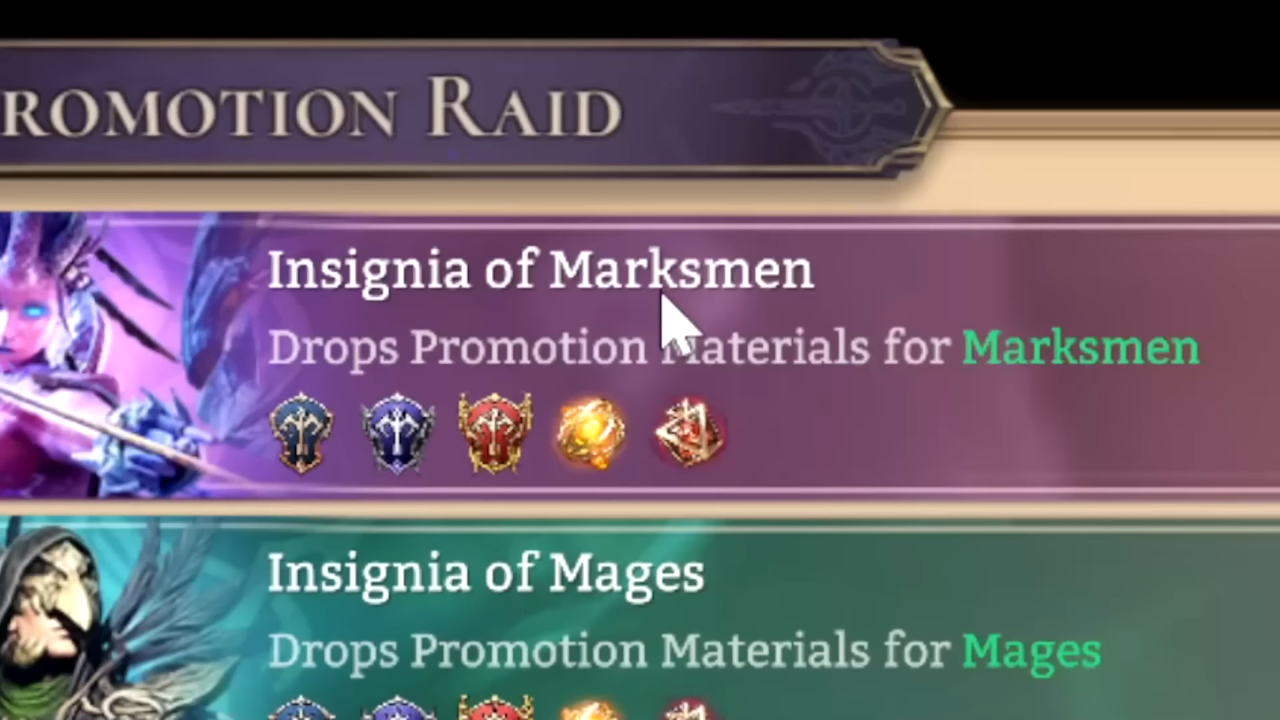 ROMOTION RAID
Insignia of Marksmen
Drops Promotion Materials for Marksmen
Insignia of Mages
Drops Promotion Materials for Mages